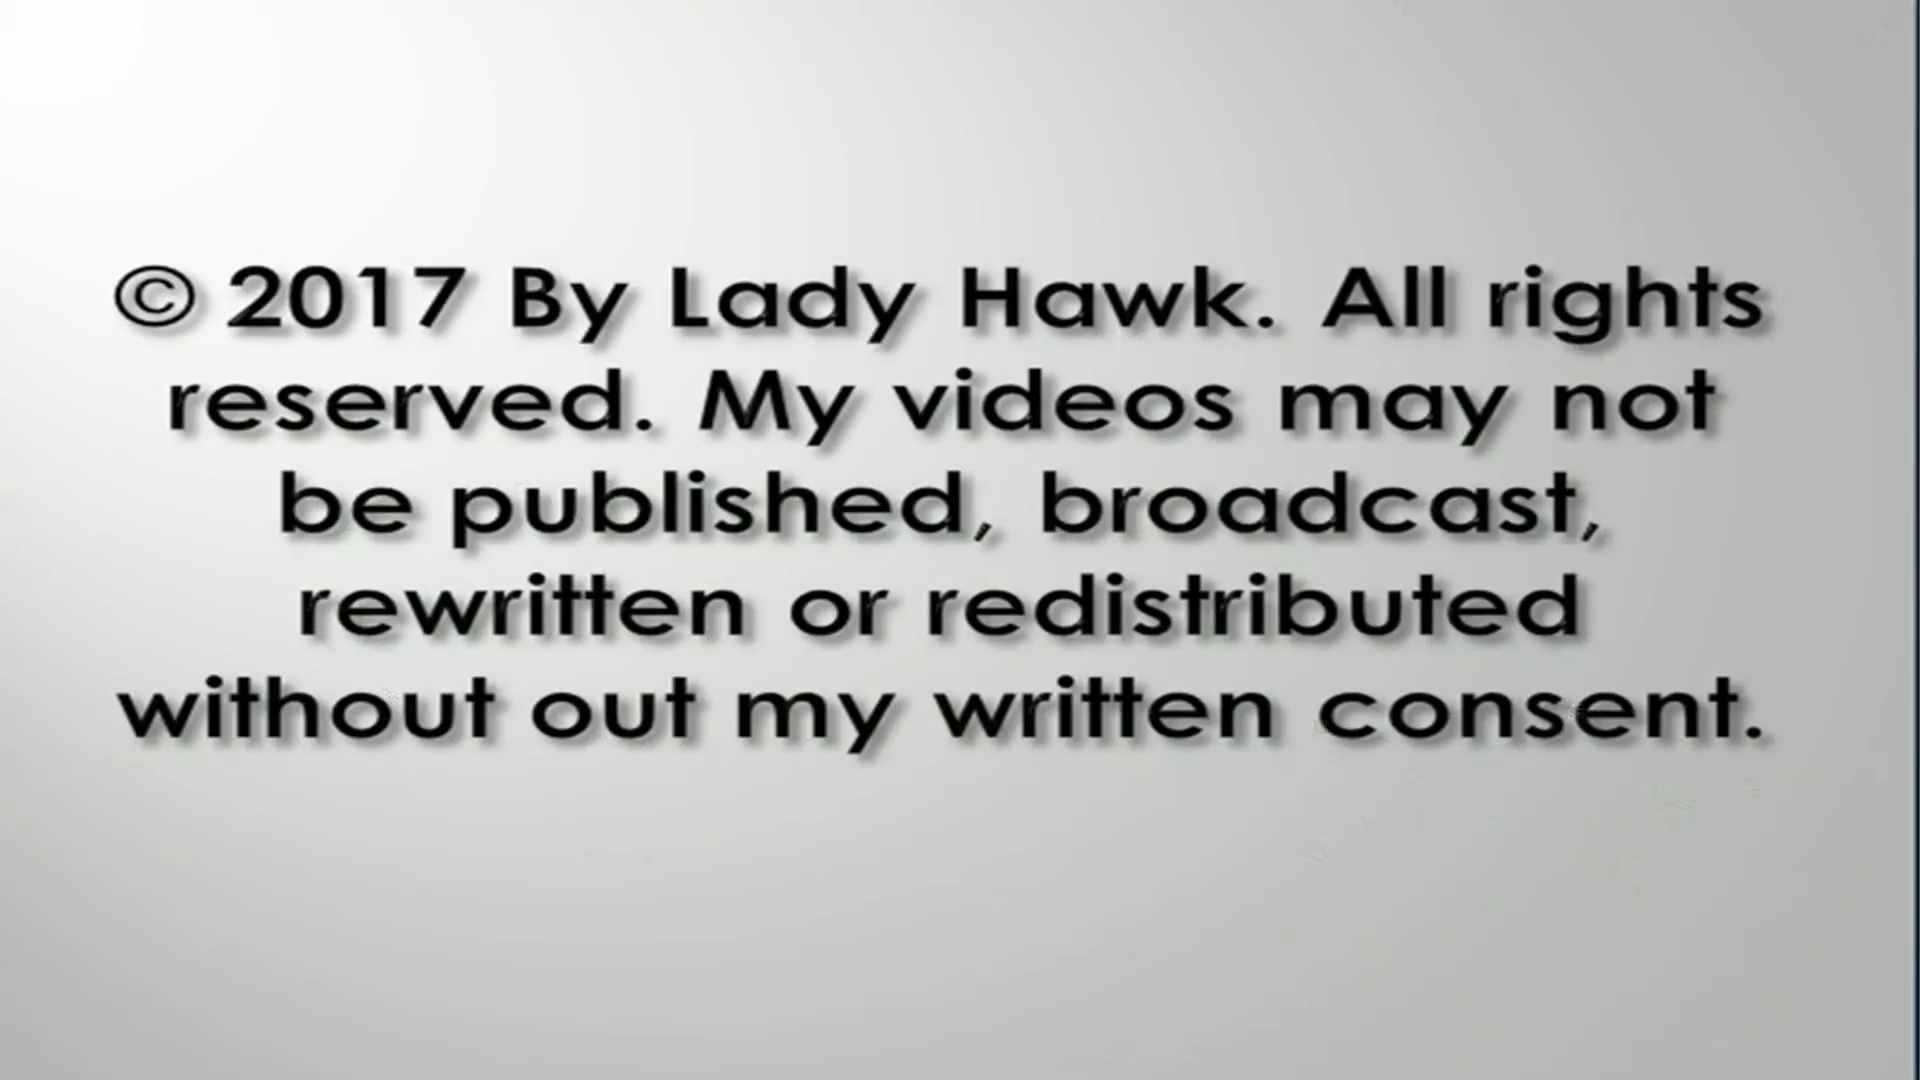 © 2017 By Lady Hawk. All rights
reserved. My videos may not
be published, broadcast,
rewritten or redistributed
without out my written consent.